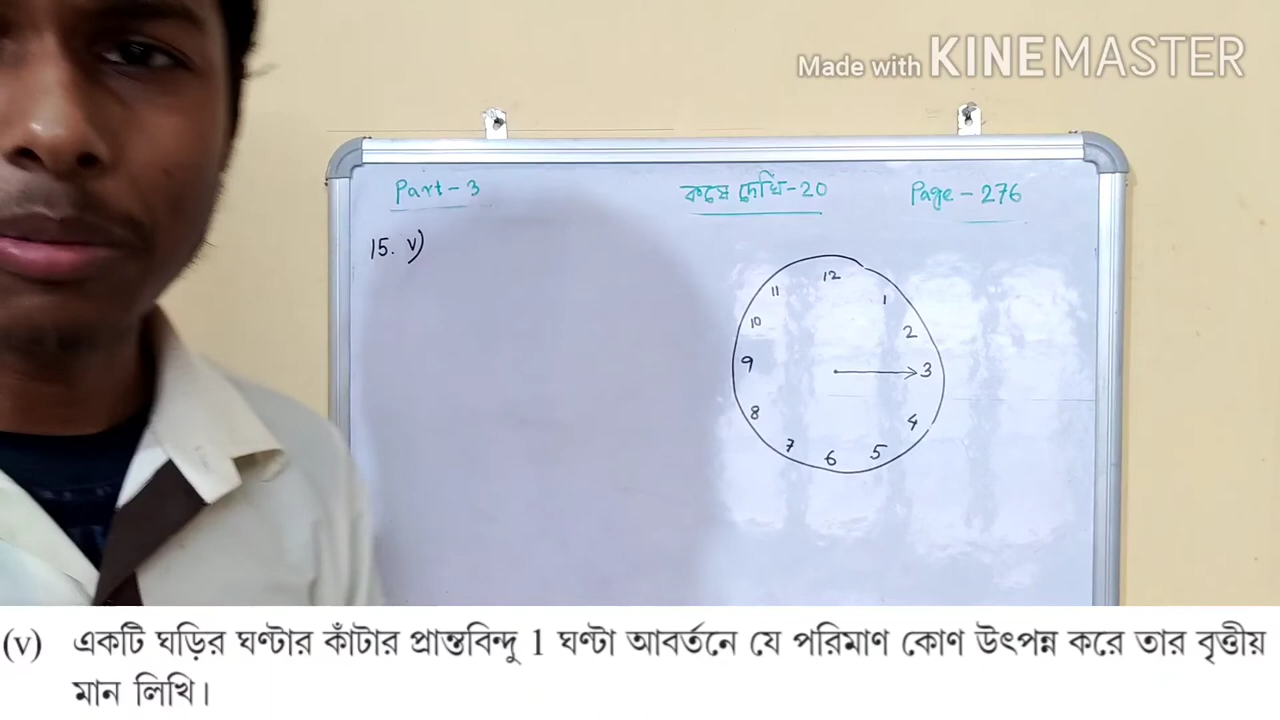 Made with KINEMASTER
Part - 3 কষে দেখি - 20 Page - 276
15. v)
12
11 1
10 2
9 3
8 4
7 6 5
(v) একটি ঘড়ির ঘণ্টার কাঁটার প্রান্তবিন্দু 1 ঘণ্টা আবর্তনে যে পরিমাণ কোণ উৎপন্ন করে তার বৃত্তীয়
মান লিখি।